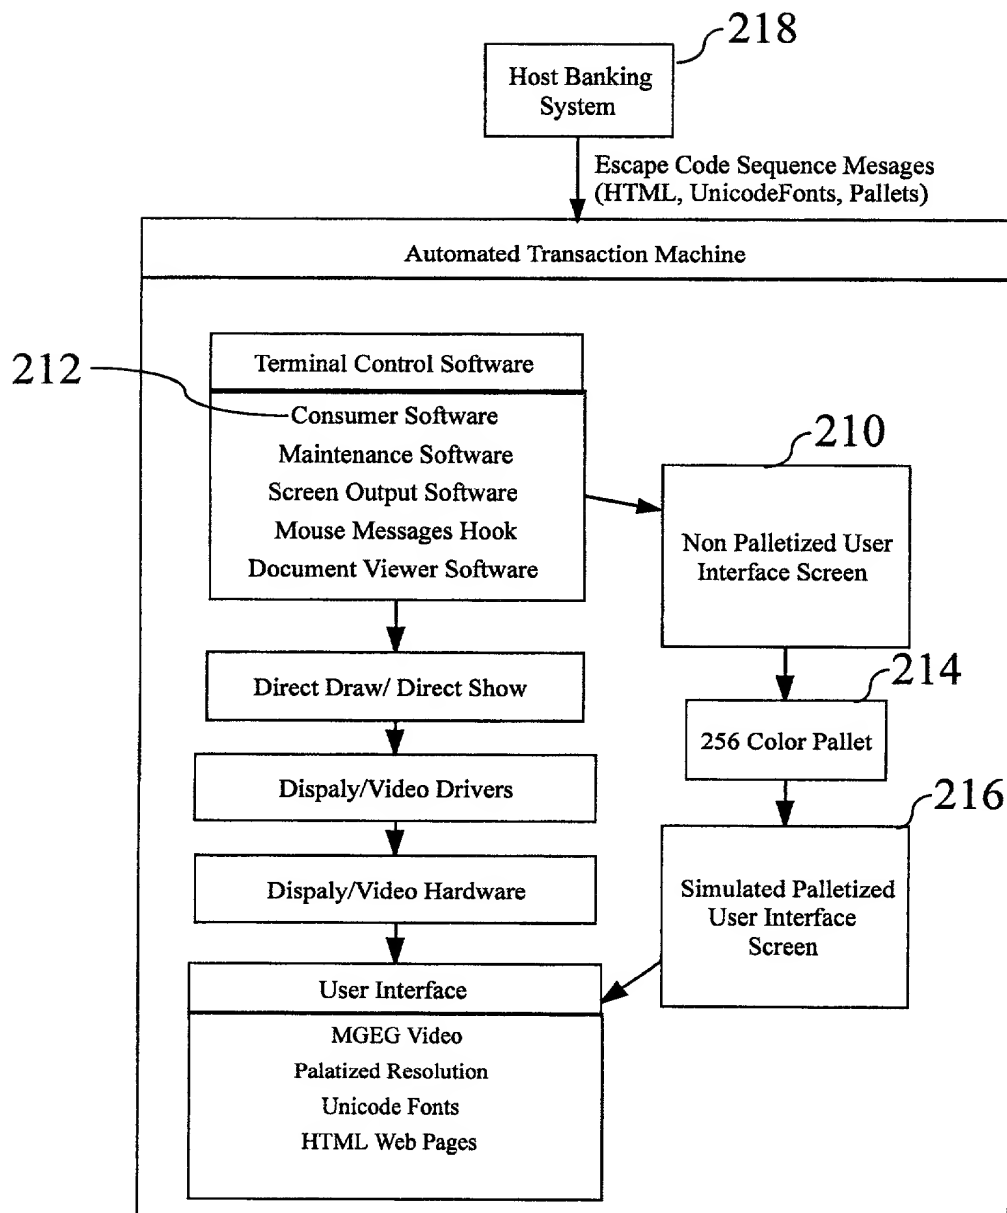 218
Host Banking
System
Escape Code Sequence Mesages
(HTML, UnicodeFonts, Pallets)
Automated Transaction Machine
Terminal Control Software
212
Consumer Software
Maintenance Software
Screen Output Software
Mouse Messages Hook
Document Viewer Software
210
Non Palletized User
Interface Screen
Direct Draw/ Direct Show
214
256 Color Pallet
Dispaly/Video Drivers
216
Dispaly/Video Hardware
Simulated Palletized
User Interface
Screen
User Interface
MGEG Video
Palatized Resolution
Unicode Fonts
HTML Web Pages